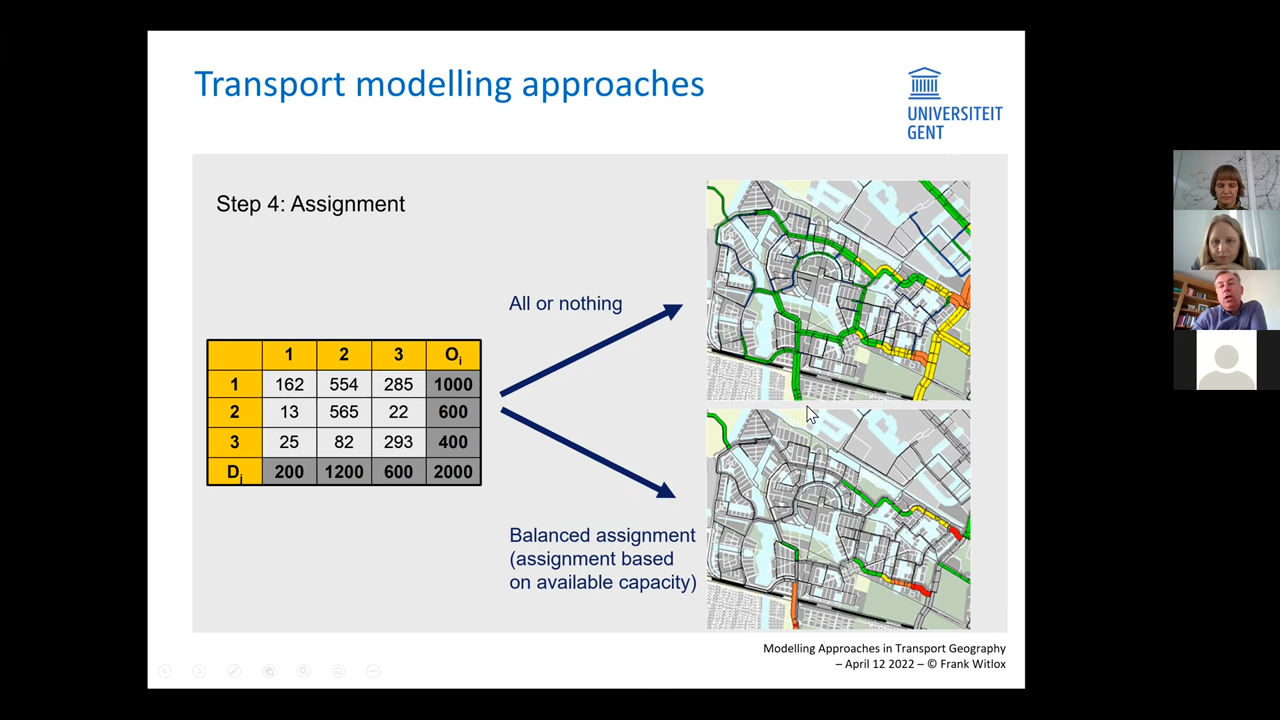 Transport modelling approaches
UNIVERSITEIT
GENT
Step 4: Assignment
All or nothing
1 2 3 Oi
1 162 554 285 1000
2 13 565 22 600
3 25 82 293 400
Dj 200 1200 600 2000
Balanced assignment
(assignment based
on available capacity)
Modelling Approaches in Transport Geography
– April 12 2022 – © Frank Witlox